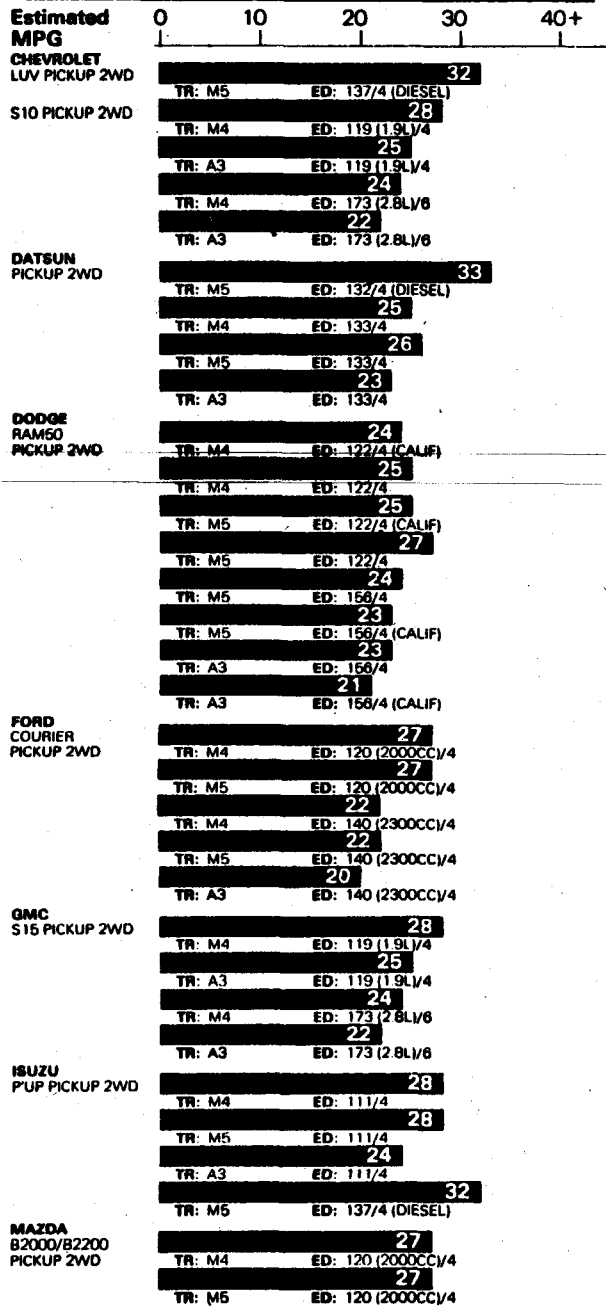 Estimated 0 10 20 30 40+
MPG
CHEVROLET
LUV PICKUP 2WD 32
TR: M5 ED: 137/4 (DIESEL)
S10 PICKUP 2WD 28
TR: M4 ED: 119 (1.9L)/4
25
TR: A3 ED: 119 (1.9L)/4
24
TR: M4 ED: 173 (2.8L)/6
22
TR: A3 ED: 173 (2.8L)/6
DATSUN
PICKUP 2WD 33
TR: M5 ED: 132/4 (DIESEL)
25
TR: M4 ED: 133/4
26
TR: M5 ED: 133/4
23
TR: A3 ED: 133/4
DODGE
RAM50 24
PICKUP 2WD TR: M4 ED: 122/4 (CALIF)
25
TR: M4 ED: 122/4
25
TR: M5 ED: 122/4 (CALIF)
27
TR: M5 ED: 122/4
24
TR: M5 ED: 156/4
23
TR: M5 ED: 156/4 (CALIF)
23
TR: A3 ED: 156/4
21
TR: A3 ED: 156/4 (CALIF)
FORD
COURIER 27
PICKUP 2WD TR: M4 ED: 120 (2000CC)/4
27
TR: M5 ED: 120 (2000CC)/4
22
TR: M4 ED: 140 (2300CC)/4
22
TR: M5 ED: 140 (2300CC)/4
20
TR: A3 ED: 140 (2300CC)/4
GMC
S15 PICKUP 2WD 28
TR: M4 ED: 119 (1.9L)/4
25
TR: A3 ED: 119 (1.9L)/4
24
TR: M4 ED: 173 (2.8L)/6
22
TR: A3 ED: 173 (2.8L)/6
ISUZU
P'UP PICKUP 2WD 28
TR: M4 ED: 111/4
28
TR: M5 ED: 111/4
24
TR: A3 ED: 111/4
32
TR: M5 ED: 137/4 (DIESEL)
MAZDA
B2000/B2200 27
PICKUP 2WD TR: M4 ED: 120 (2000CC)/4
27
TR: M5 ED: 120 (2000CC)/4